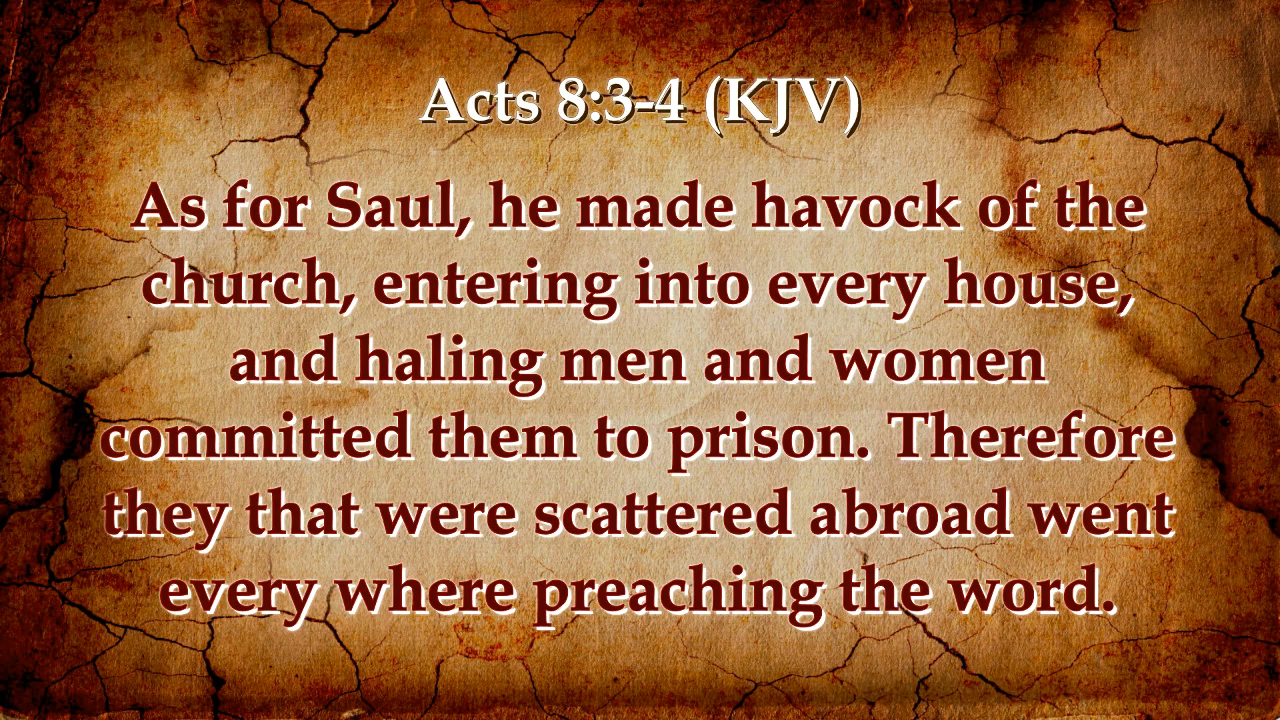 Acts 8:3-4 (KJV)
As for Saul, he made havock of the
church, entering into every house,
and haling men and women
committed them to prison. Therefore
they that were scattered abroad went
every where preaching the word.